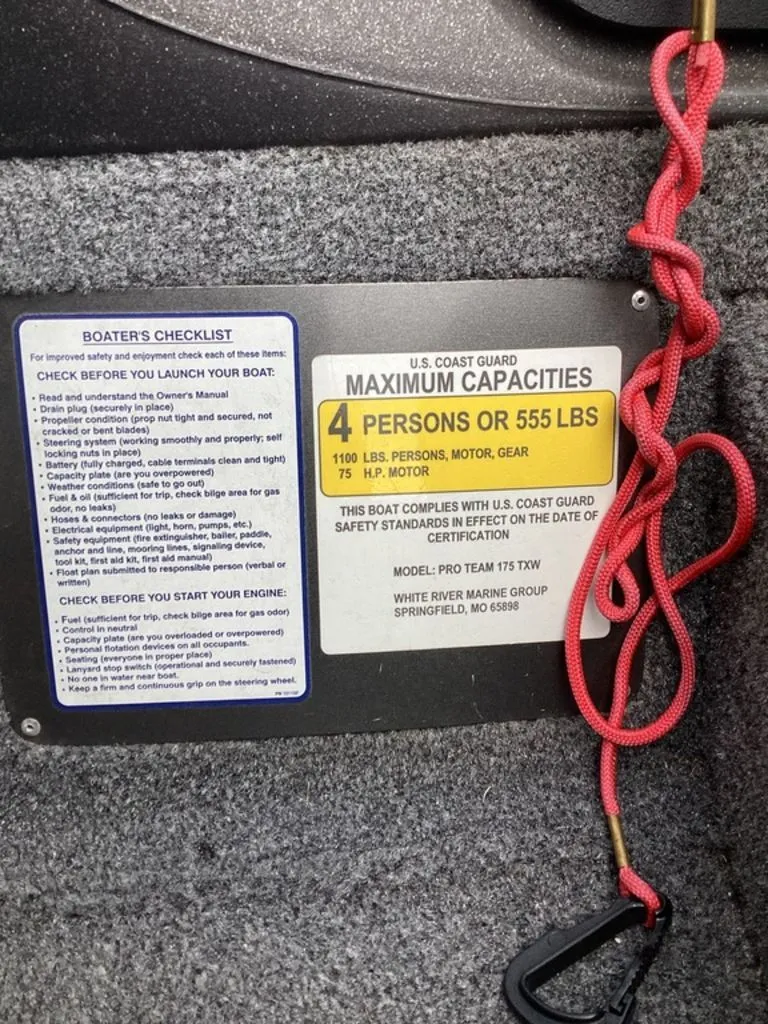 BOATER'S CHECKLIST
For improved safety and enjoyment check each of these items:
CHECK BEFORE YOU LAUNCH YOUR BOAT:
• Read and understand the Owner's Manual
• Drain plug (securely in place)
• Propeller condition (prop nut tight and secured, not
cracked or bent blades)
• Steering system (working smoothly and properly; self
locking nuts in place)
• Battery (fully charged, cable terminals clean and tight)
• Capacity plate (are you overpowered)
• Weather conditions (safe to go out)
• Fuel & oil (sufficient for trip, check bilge area for gas
odor, no leaks)
• Hoses & connectors (no leaks or damage)
• Electrical equipment (light, horn, pumps, etc.)
• Safety equipment (fire extinguisher, bailer, paddle,
anchor and line, mooring lines, signaling device,
tool kit, first aid kit, first aid manual)
• Float plan submitted to responsible person (verbal or
written)
CHECK BEFORE YOU START YOUR ENGINE:
• Fuel (sufficient for trip, check bilge area for gas odor)
• Control in neutral
• Capacity plate (are you overloaded or overpowered)
• Personal flotation devices on all occupants.
• Seating (everyone in proper place)
• Lanyard stop switch (operational and securely fastened)
• No one in water near boat.
• Keep a firm and continuous grip on the steering wheel.
U.S. COAST GUARD
MAXIMUM CAPACITIES
4 PERSONS OR 555 LBS
1100 LBS. PERSONS, MOTOR, GEAR
75 H.P. MOTOR
THIS BOAT COMPLIES WITH U.S. COAST GUARD
SAFETY STANDARDS IN EFFECT ON THE DATE OF
CERTIFICATION
MODEL: PRO TEAM 175 TXW
WHITE RIVER MARINE GROUP
SPRINGFIELD, MO 65898